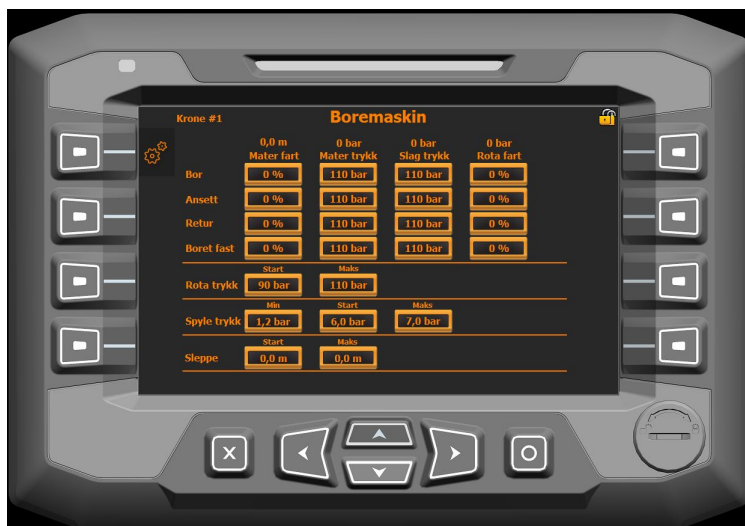 Krone #1 Boremaskin
0,0 m 0 bar 0 bar 0 bar
Mater fart Mater trykk Slag trykk Rota fart
Bor 0 % 110 bar 110 bar 0 %
Ansett 0 % 110 bar 110 bar 0 %
Retur 0 % 110 bar 110 bar 0 %
Boret fast 0 % 110 bar 110 bar 0 %
Start Maks
Rota trykk 90 bar 110 bar
Min Start Maks
Spyle trykk 1,2 bar 6,0 bar 7,0 bar
Start Maks
Sleppe 0,0 m 0,0 m
X